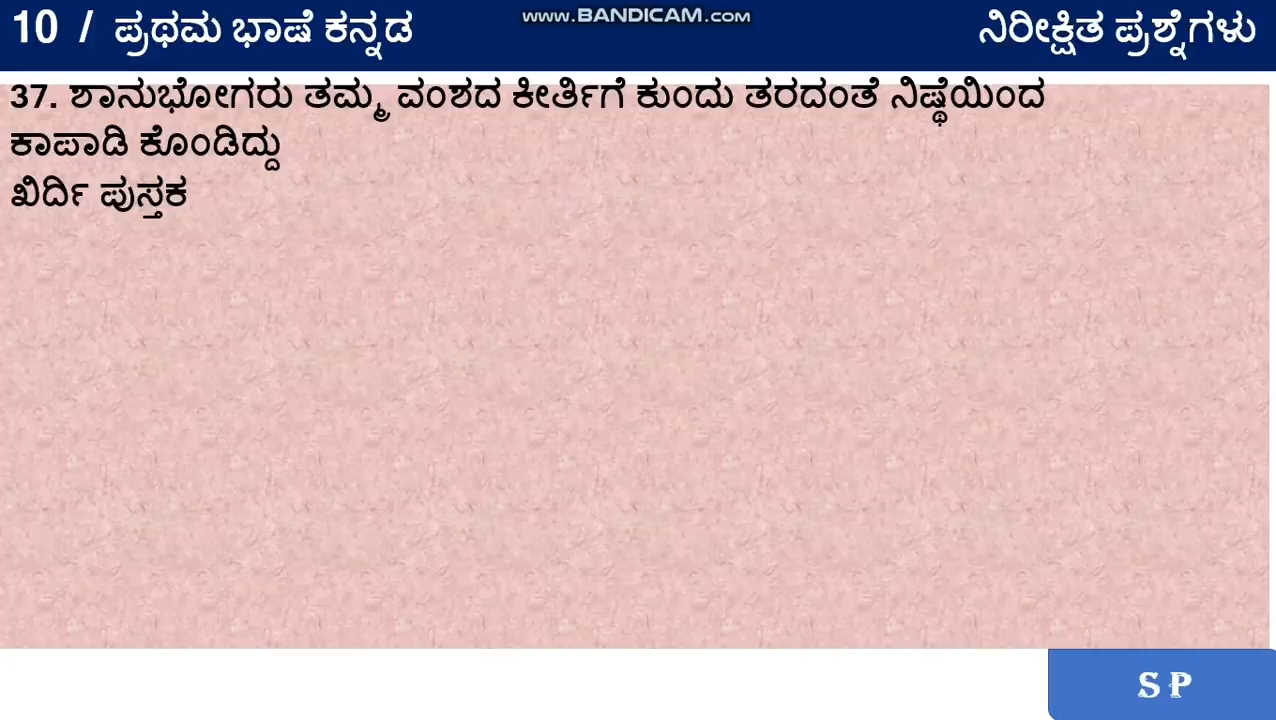 www.BANDICAM.com
10 / ಪ್ರಥಮ ಭಾಷೆ ಕನ್ನಡ ನಿರೀಕ್ಷಿತ ಪ್ರಶ್ನೆಗಳು
37. ಶಾನುಭೋಗರು ತಮ್ಮ ವಂಶದ ಕೀರ್ತಿಗೆ ಕುಂದು ತರದಂತೆ ನಿಷ್ಥೆಯಿಂದ
ಕಾಪಾಡಿ ಕೊಂಡಿದ್ದು
ಖಿರ್ದಿ ಪುಸ್ತಕ
S P